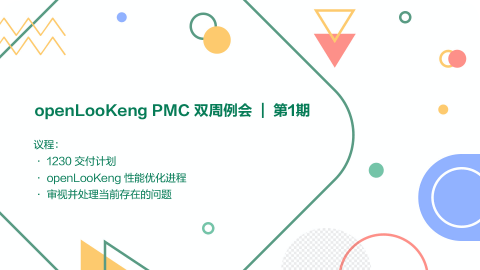 openLooKeng PMC 双周例会 | 第1期
议程：
· 1230 交付计划
· openLooKeng 性能优化进程
· 审视并处理当前存在的问题